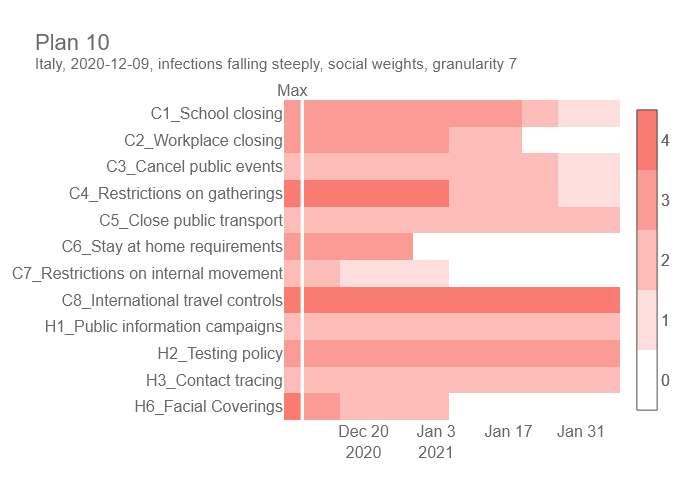 Plan 10
Italy, 2020-12-09, infections falling steeply, social weights, granularity 7
Max
C1_School closing
C2_Workplace closing
C3_Cancel public events
C4_Restrictions on gatherings
C5_Close public transport
C6_Stay at home requirements
C7_Restrictions on internal movement
C8_International travel controls
H1_Public information campaigns
H2_Testing policy
H3_Contact tracing
H6_Facial Coverings
Dec 20 Jan 3 Jan 17 Jan 31
2020 2021
4
3
2
1
0